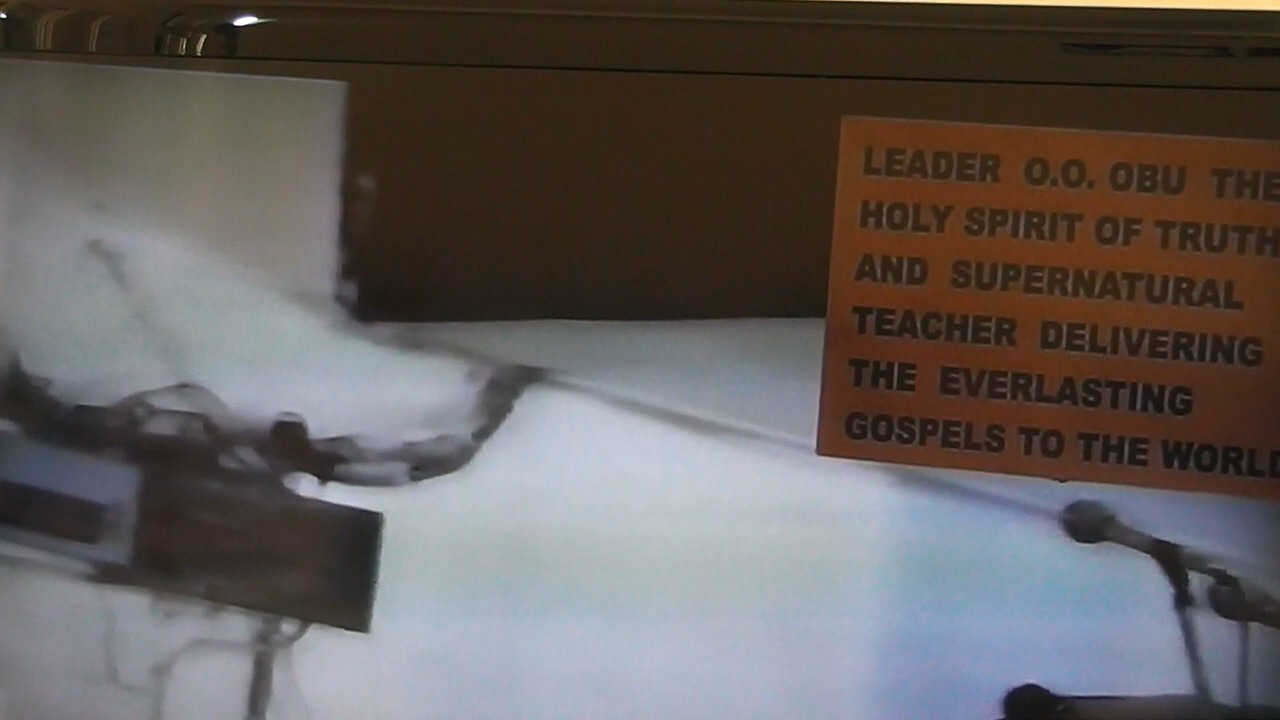 LEADER O.O. OBU THE
HOLY SPIRIT OF TRUTH
AND SUPERNATURAL
TEACHER DELIVERING
THE EVERLASTING
GOSPELS TO THE WORLD